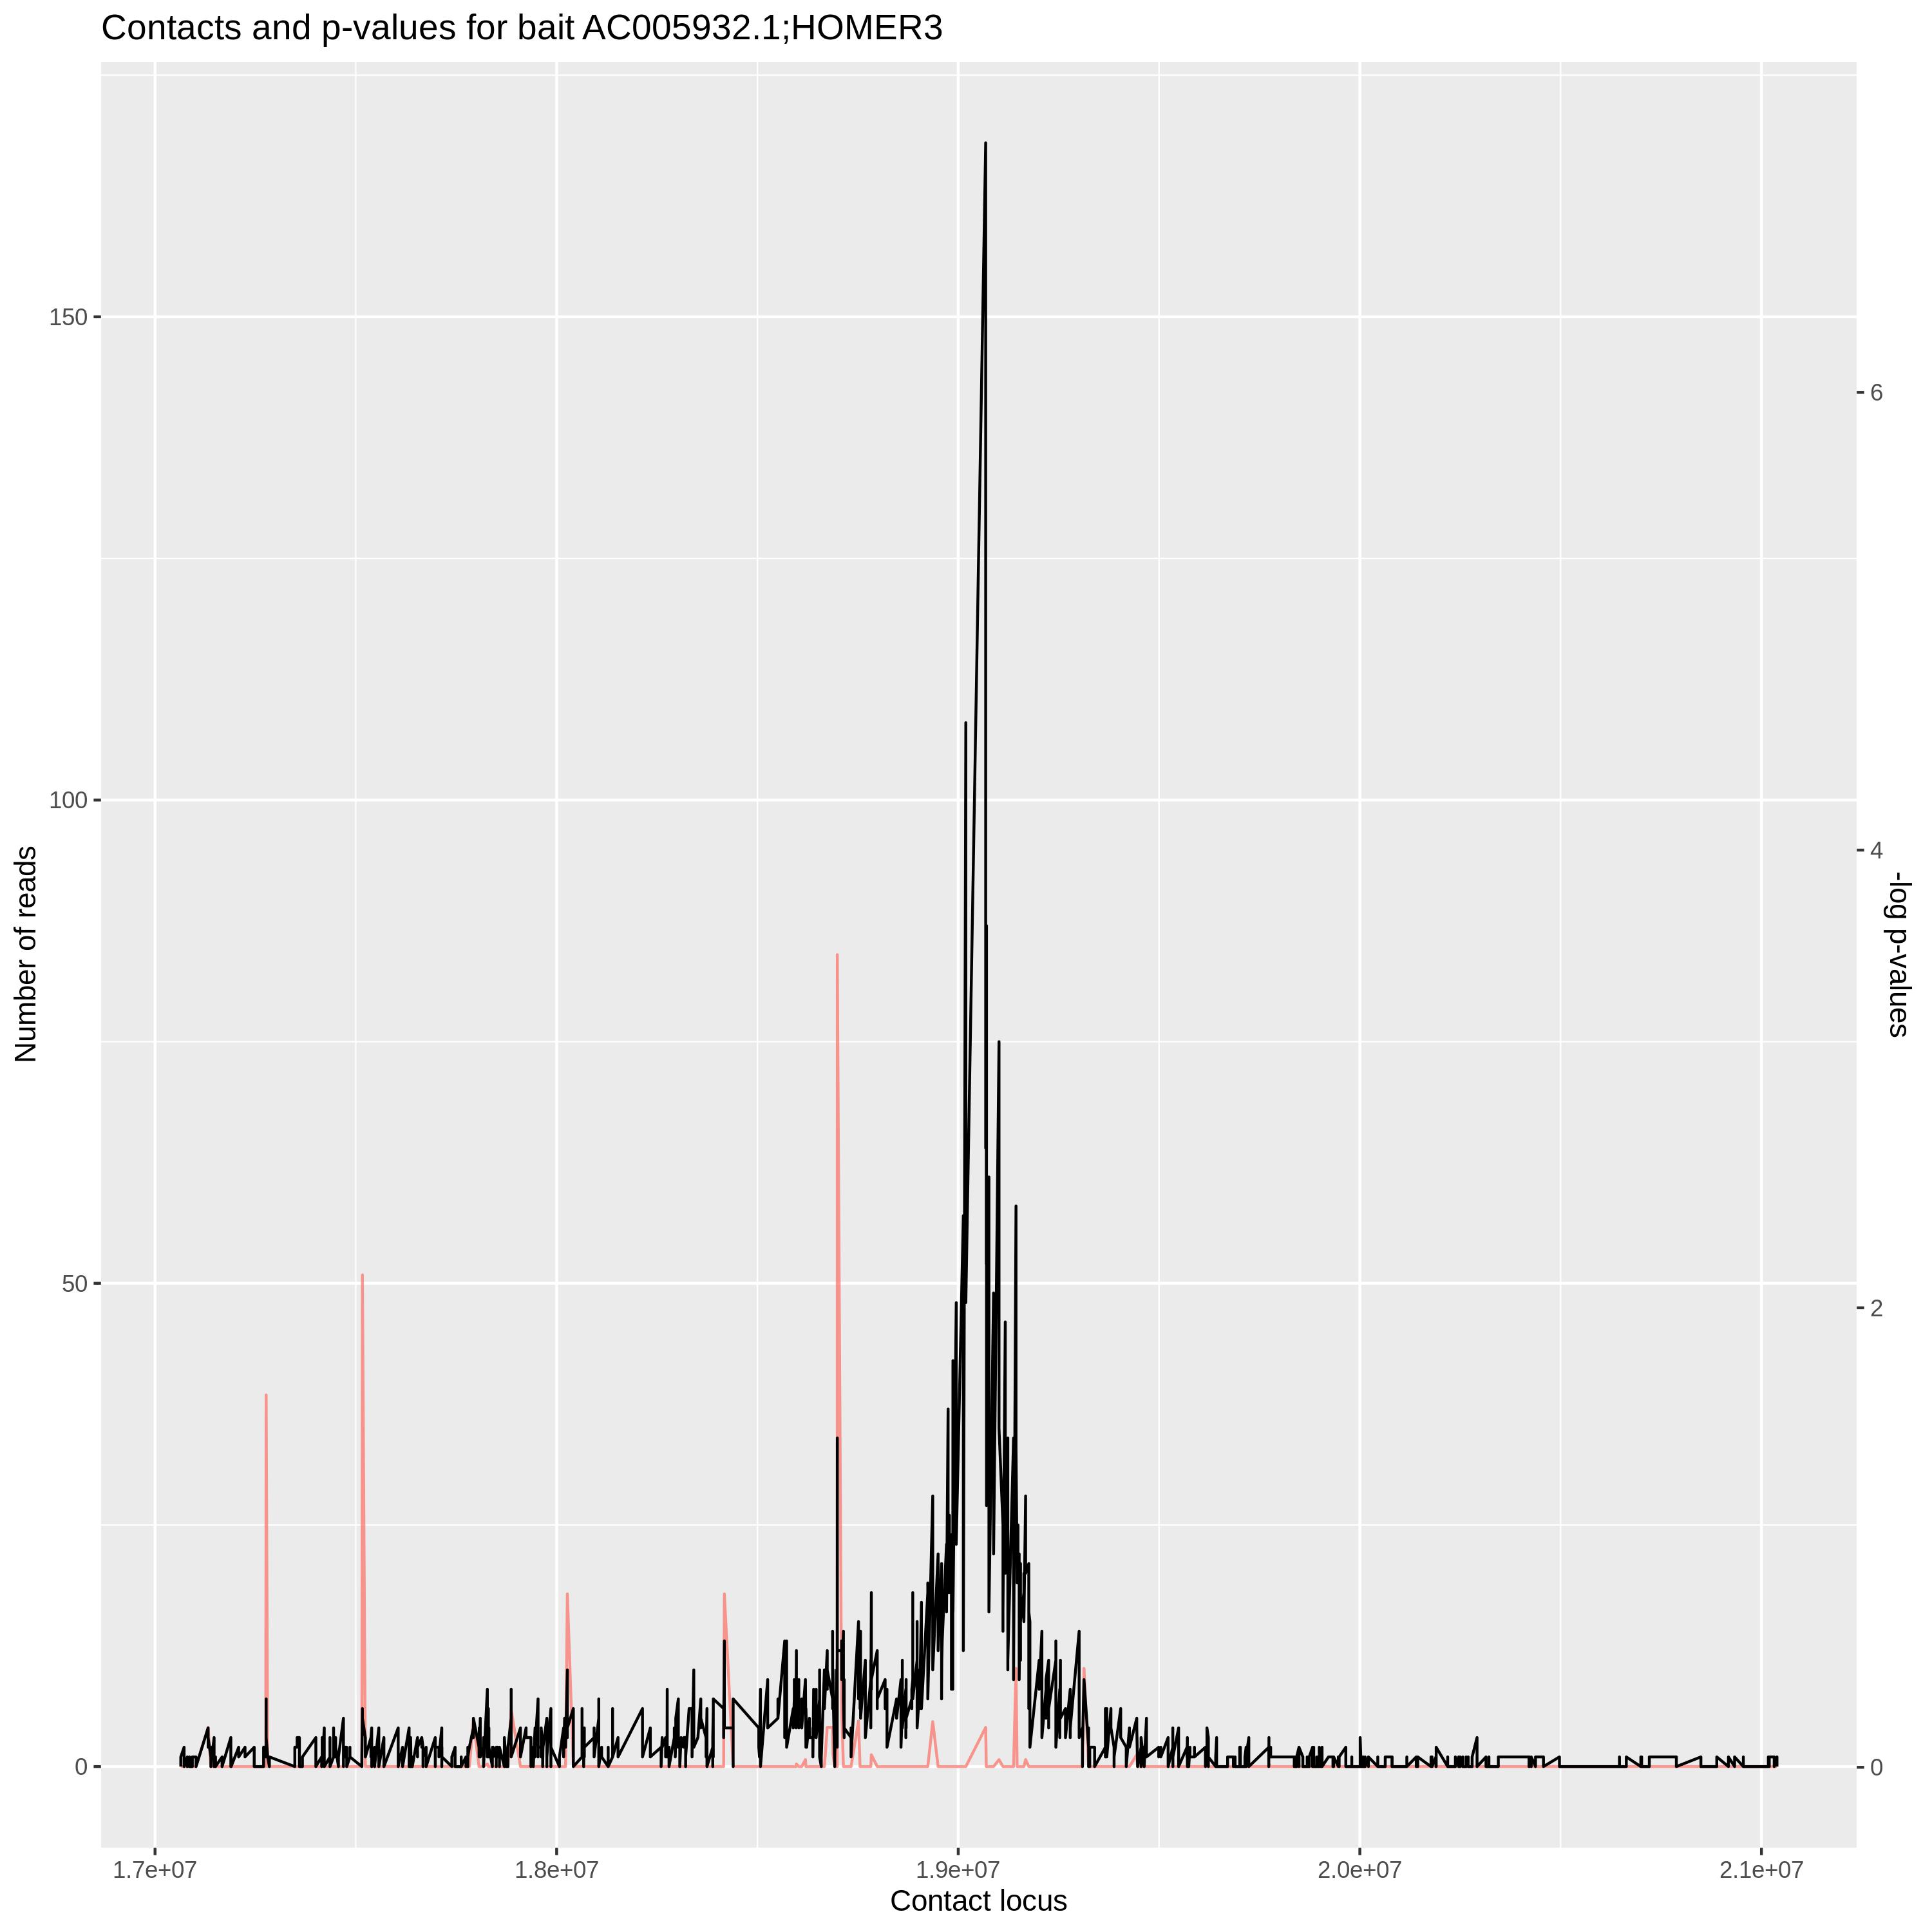 Contacts and p-values for bait AC005932.1;HOMER3
150
100
50
0
Number of reads
6
4
2
0
-log p-values
1.7e+07 1.8e+07 1.9e+07 2.0e+07 2.1e+07
Contact locus